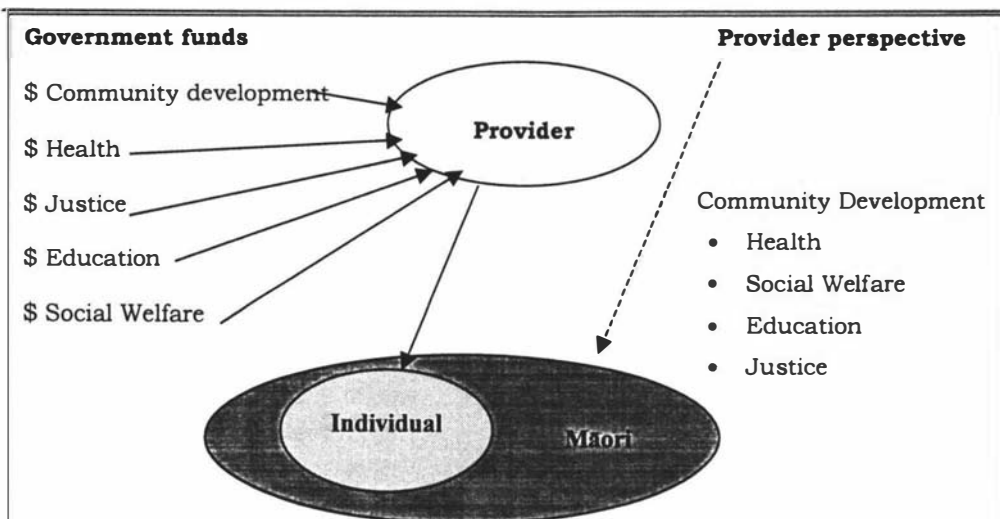 Government funds
$ Community development
$ Health
$ Justice
$ Education
$ Social Welfare
Provider
Provider perspective
Community Development
• Health
• Social Welfare
• Education
• Justice
Individual
Māori